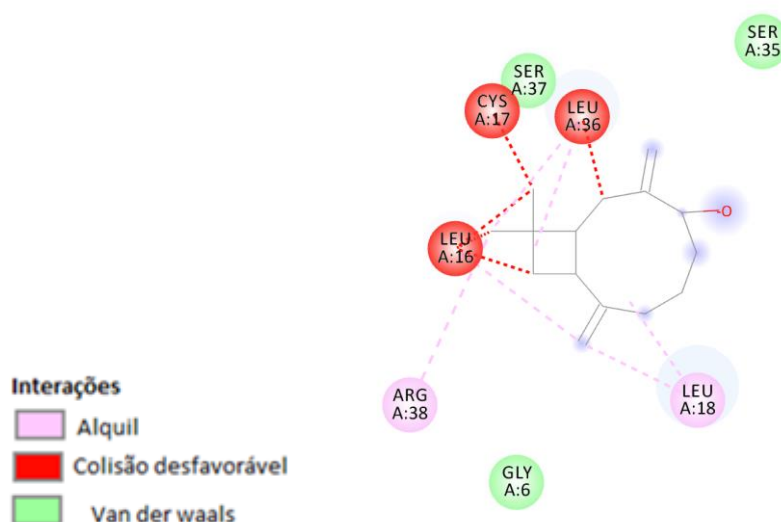 SER
A:35
SER
A:37
CYS
A:17
LEU
A:36
O
LEU
A:16
Interações
Alquil
Colisão desfavorável
Van der waals
ARG
A:38
LEU
A:18
GLY
A:6